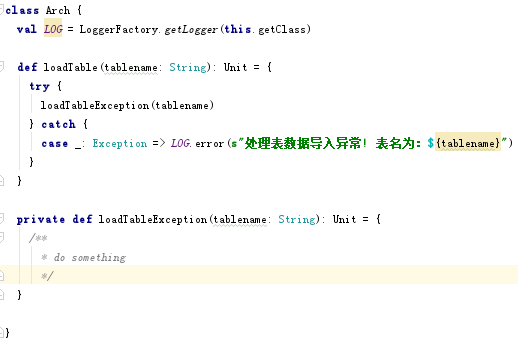 class Arch {
  val LOG = LoggerFactory.getLogger(this.getClass)
  def loadTable(tablename: String): Unit = {
    try {
      loadTableException(tablename)
    } catch {
      case _: Exception => LOG.error(s"处理表数据导入异常! 表名为: ${tablename}")
    }
  }
  private def loadTableException(tablename: String): Unit = {
    /**
      * do something
      */
  }
}